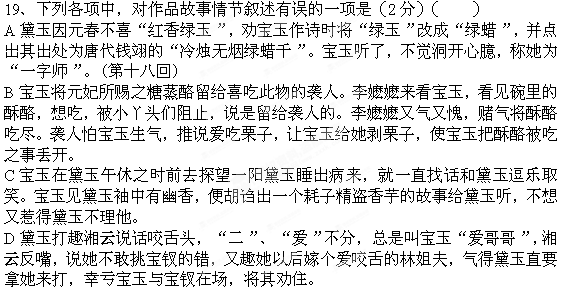 19、下列各项中，对作品故事情节叙述有误的一项是（2分）（　　）
A 黛玉因元春不喜“红香绿玉”，劝宝玉作诗时将“绿玉”改成“绿蜡”，并点
出其出处为唐代钱翊的“冷烛无烟绿蜡千”。宝玉听了，不觉洞开心臆，称她为
“一字师”。（第十八回）
B 宝玉将元妃所赐之糖蒸酪留给喜吃此物的袭人。李嬷嬷来看宝玉，看见碗里的
酥酪，想吃，被小丫头们阻止，说是留给袭人的。李嬷嬷又气又愧，赌气将酥酪
吃尽。袭人怕宝玉生气，推说爱吃栗子，让宝玉给她剥栗子，使宝玉把酥酪被吃
之事丢开。
C 宝玉在黛玉午休之时前去探望一阳黛玉睡出病来，就一直找话和黛玉逗乐取
笑。宝玉见黛玉袖中有幽香，便胡诌出一个耗子精盗香芋的故事给黛玉听，不想
又惹得黛玉不理他。
D 黛玉打趣湘云说话咬舌头，“二”、“爱”不分，总是叫宝玉“爱哥哥”，湘
云反嘴，说她不敢挑宝钗的错，又趣她以后嫁个爱咬舌的林姐夫，气得黛玉直要
拿她来打，幸亏宝玉与宝钗在场，将其劝住。